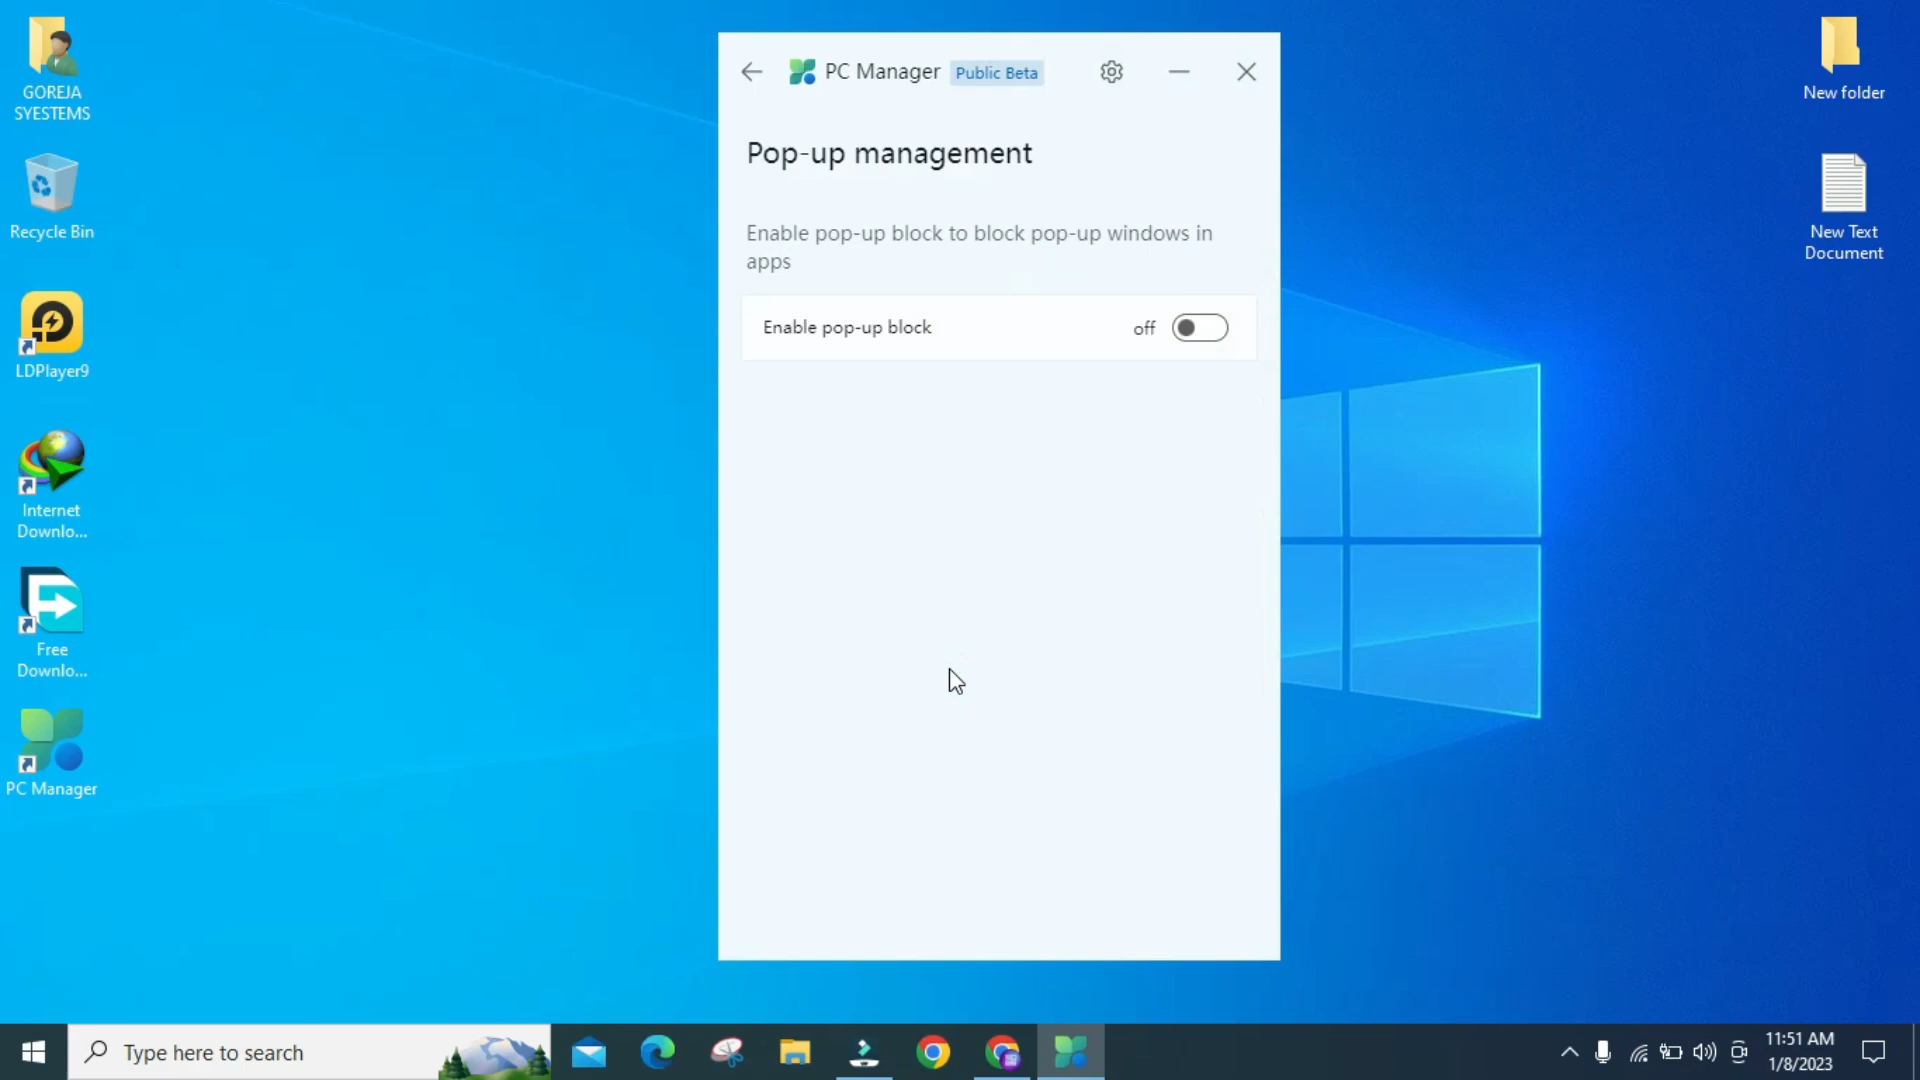 GOREJA
SYESTEMS
Recycle Bin
LDPlayer9
Internet
Downlo...
Free
Downlo...
PC Manager
PC Manager Public Beta
Pop-up management
Enable pop-up block to block pop-up windows in
apps
Enable pop-up block off
New folder
New Text
Document
Type here to search
11:51 AM
1/8/2023